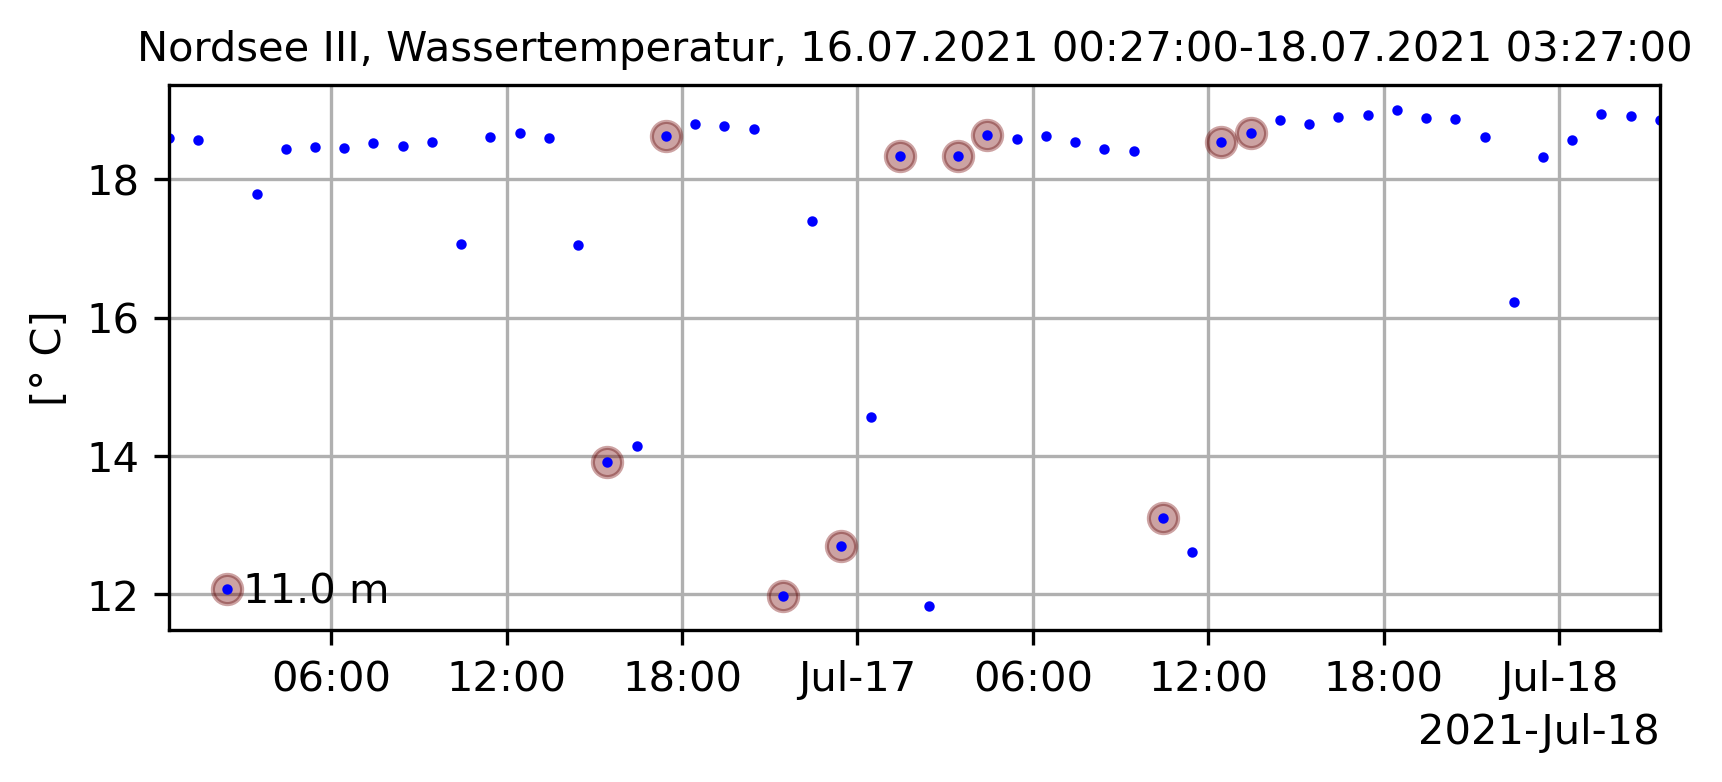 Nordsee III, Wassertemperatur, 16.07.2021 00:27:00-18.07.2021 03:27:00
[° C]
18
16
14
12
11.0 m
06:00 12:00 18:00 Jul-17 06:00 12:00 18:00 Jul-18
2021-Jul-18